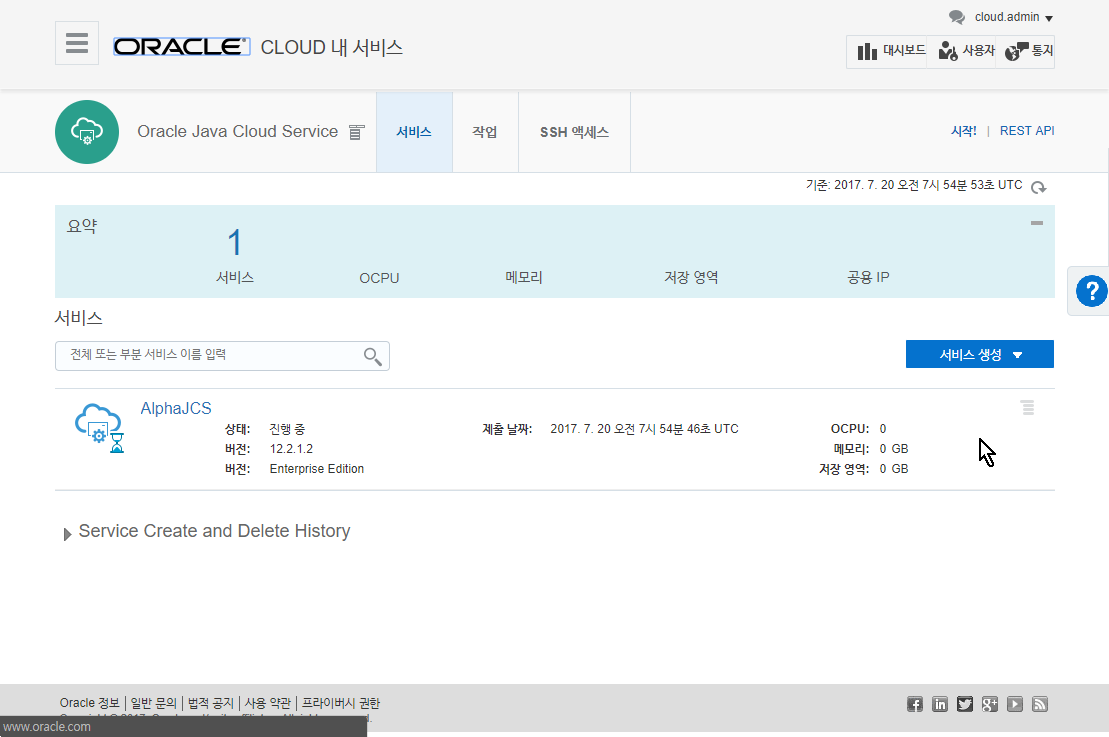 cloud.admin
ORACLE CLOUD 내 서비스
대시보드 사용자 통지
Oracle Java Cloud Service 서비스 작업 SSH 액세스 시작! | REST API
기준: 2017. 7. 20 오전 7시 54분 53초 UTC
요약
1
서비스 OCPU 메모리 저장 영역 공용 IP
?
서비스
전체 또는 부분 서비스 이름 입력
서비스 생성
AlphaJCS
상태: 진행 중 제출 날짜: 2017. 7. 20 오전 7시 54분 46초 UTC OCPU: 0
버전: 12.2.1.2 메모리: 0 GB
버전: Enterprise Edition 저장 영역: 0 GB
Service Create and Delete History
Oracle 정보 | 일반 문의 | 법적 공지 | 사용 약관 | 프라이버시 권한
www.oracle.com